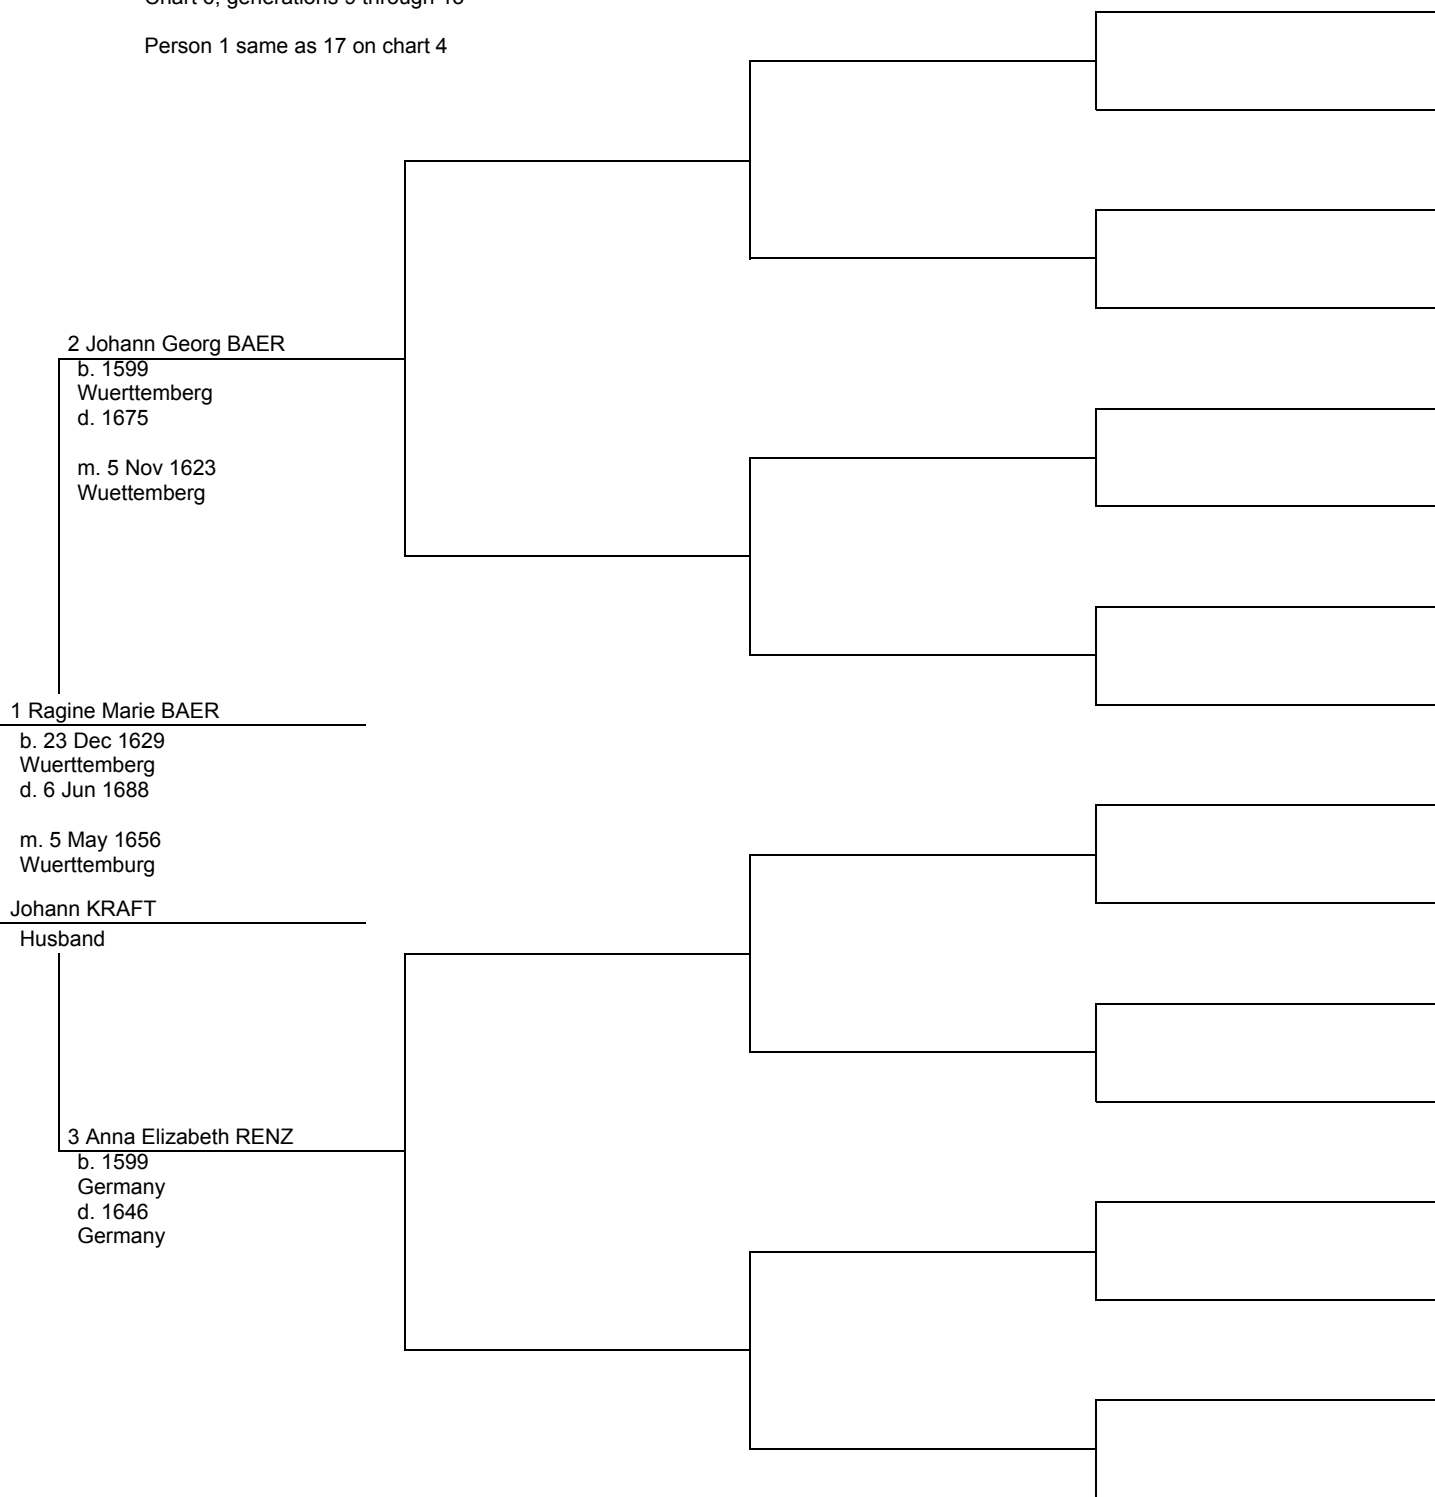 Person 1 same as 17 on chart 4
2 Johann Georg BAER
b. 1599
Wuerttemberg
d. 1675
m. 5 Nov 1623
Wuettemberg
1 Ragine Marie BAER
b. 23 Dec 1629
Wuerttemberg
d. 6 Jun 1688
m. 5 May 1656
Wuerttemburg
Johann KRAFT
Husband
3 Anna Elizabeth RENZ
b. 1599
Germany
d. 1646
Germany